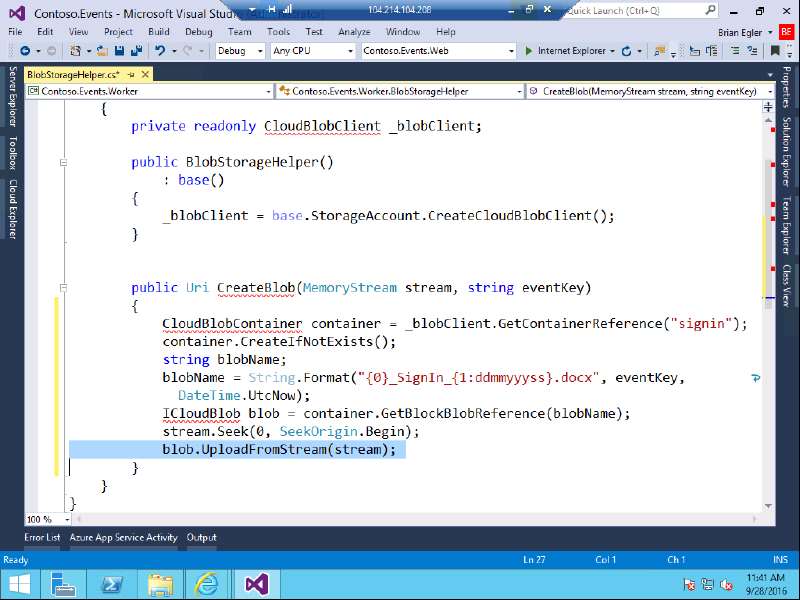 Contoso.Events - Microsoft Visual Stud
104.214.104.208
Quick Launch (Ctrl+Q)
File Edit View Project Build Debug Team Tools Test Analyze Window Help Brian Egler BE
Debug Any CPU Contoso.Events.Web Internet Explorer
Server Explorer
Toolbox
Cloud Explorer
BlobStorageHelper.cs*
Contoso.Events.Worker Contoso.Events.Worker.BlobStorageHelper CreateBlob(MemoryStream stream, string eventKey)
{
private readonly CloudBlobClient _blobClient;
public BlobStorageHelper()
: base()
{
_blobClient = base.StorageAccount.CreateCloudBlobClient();
}
public Uri CreateBlob(MemoryStream stream, string eventKey)
{
CloudBlobContainer container = _blobClient.GetContainerReference("signin");
container.CreateIfNotExists();
string blobName;
blobName = String.Format("{0}_SignIn_{1:ddmmyyyss}.docx", eventKey,
DateTime.UtcNow);
ICloudBlob blob = container.GetBlockBlobReference(blobName);
stream.Seek(0, SeekOrigin.Begin);
blob.UploadFromStream(stream);
}
}
}
Properties
Solution Explorer
Team Explorer
Class View
100 %
Error List Azure App Service Activity Output
Ready Ln 27 Col 1 Ch 1 INS
11:41 AM
9/28/2016